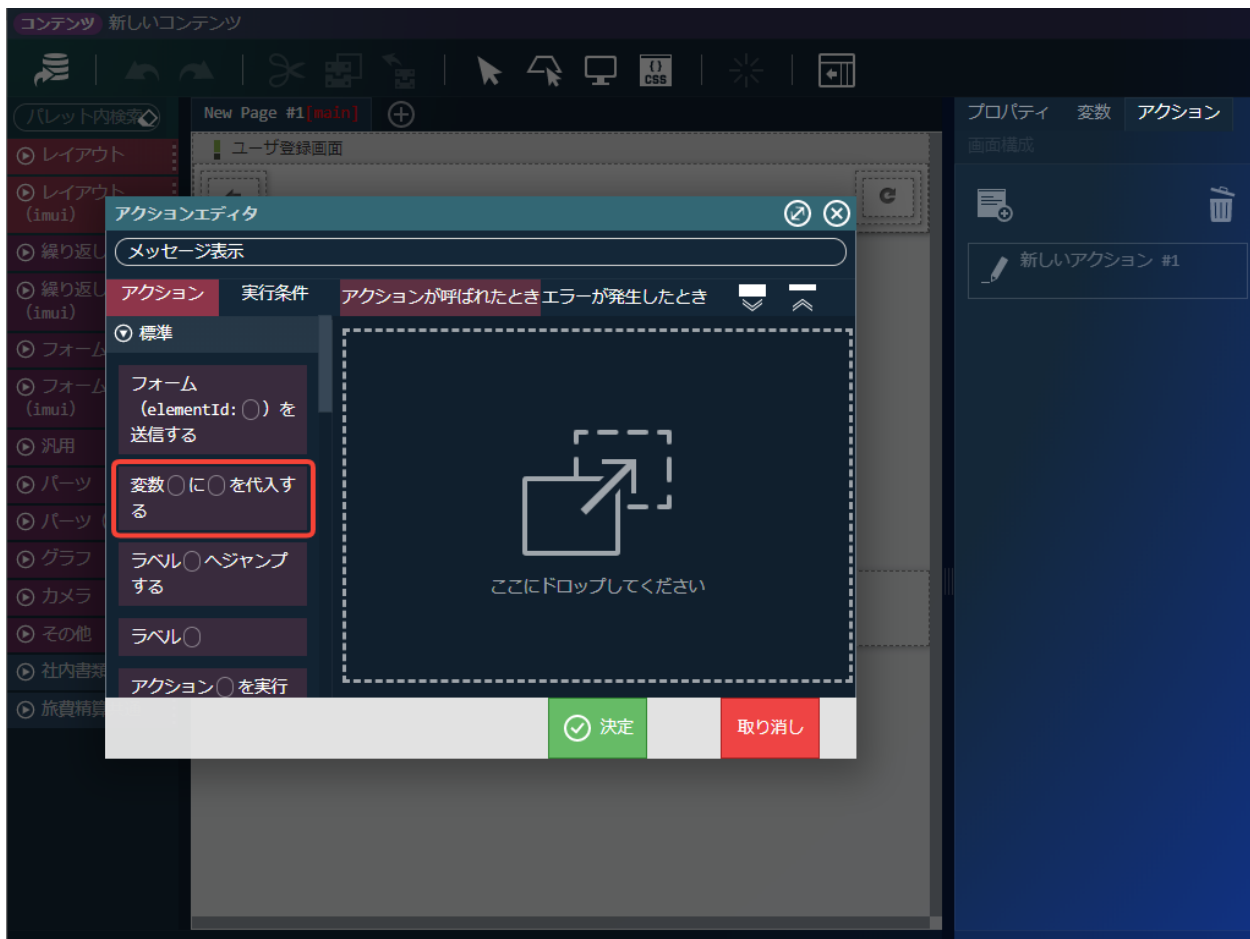 コンテンツ 新しいコンテンツ
{}
CSS
パレット内検索
New Page #1[main]
プロパティ 変数 アクション
画面構成
レイアウト
レイアウト
(imui)
繰り返し
繰り返し
(imui)
フォーム
フォーム
(imui)
汎用
パーツ
パーツ（
グラフ
カメラ
その他
社内書類
旅費精算
ユーザ登録画面
新しいアクション #1
アクションエディタ
メッセージ表示
アクション 実行条件
アクションが呼ばれたとき エラーが発生したとき
標準
フォーム
（elementId:）を
送信する
変数に を代入す
る
ラベル へジャンプ
する
ラベル
アクション を実行
ここにドロップしてください
決定 取り消し